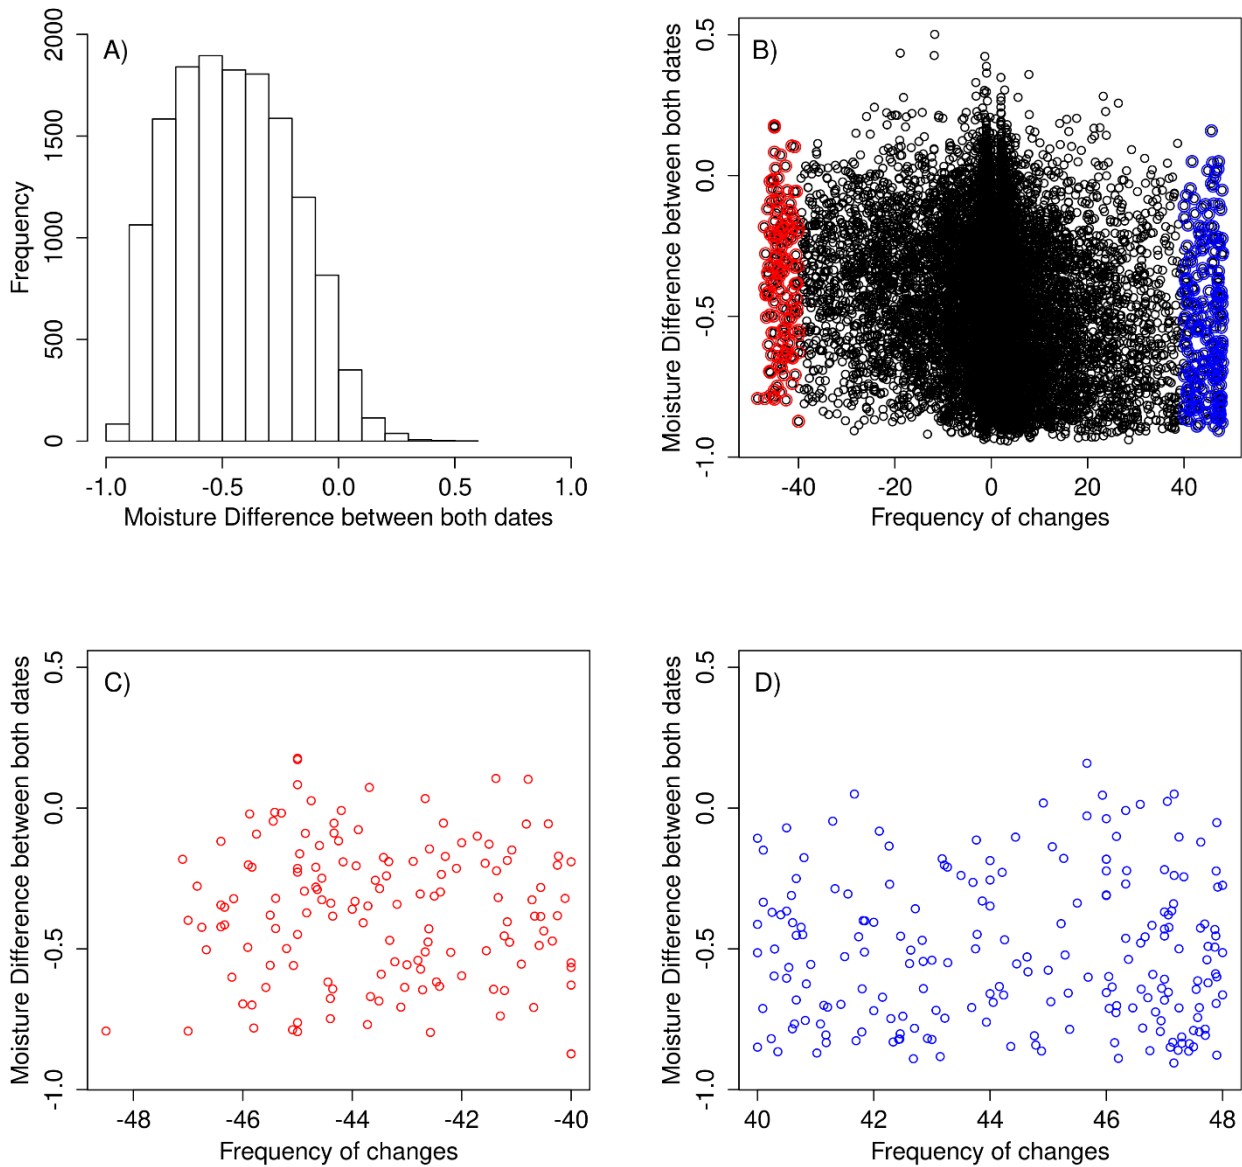 A)
Frequency
2000
1500
1000
500
0
-1.0 -0.5 0.0 0.5 1.0
Moisture Difference between both dates
B)
Moisture Difference between both dates
0.5
0.0
-0.5
-1.0
-40 -20 0 20 40
Frequency of changes
C)
Moisture Difference between both dates
0.5
0.0
-0.5
-1.0
-48 -46 -44 -42 -40
Frequency of changes
D)
Moisture Difference between both dates
0.5
0.0
-0.5
-1.0
40 42 44 46 48
Frequency of changes